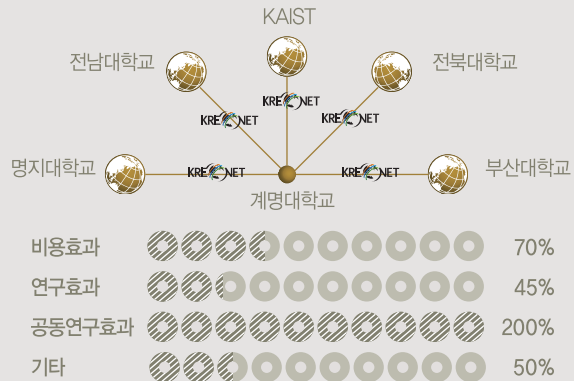 KAIST
전남대학교
전북대학교
KREONET
KREONET
KREONET
명지대학교
KREONET
KREONET
부산대학교
계명대학교
비용효과 70%
연구효과 45%
공동연구효과 200%
기타 50%